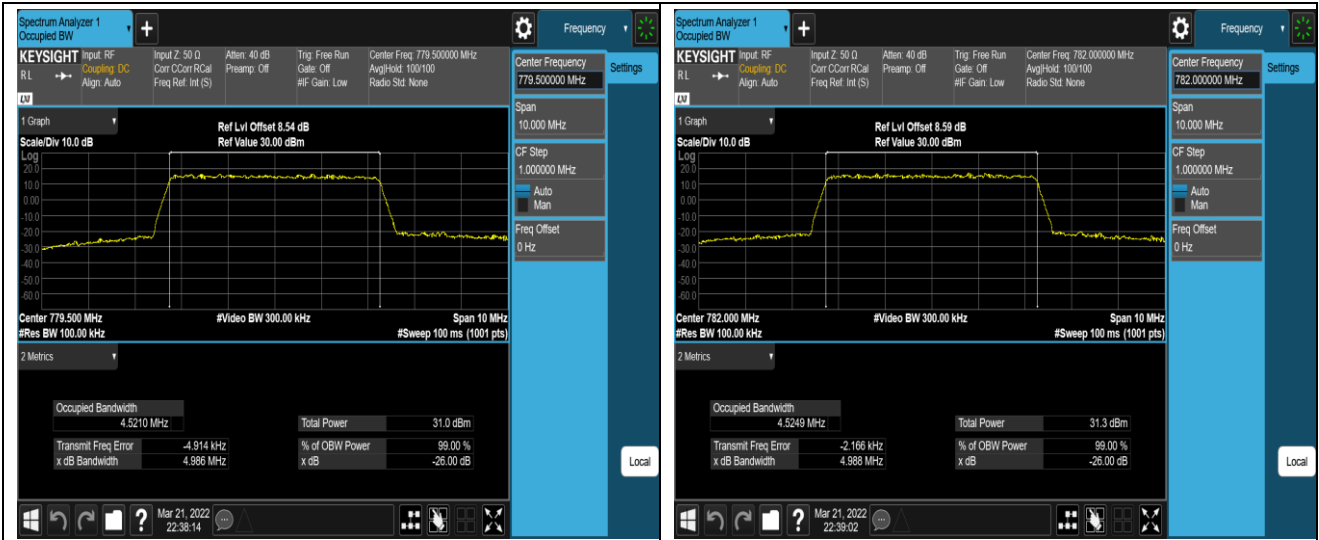 Spectrum Analyzer 1
Occupied BW
Frequency
KEYSIGHT
Input: RF
Coupling: DC
Align: Auto
Input Z: 50 Ω
Corr CCorr RCal
Freq Ref: Int (S)
Atten: 40 dB
Preamp: Off
Trig: Free Run
Gate: Off
#IF Gain: Low
Center Freq: 779.500000 MHz
Avg|Hold: 100/100
Radio Std: None
RL
LXI
Center Frequency
779.500000 MHz
Settings
Span
10.000 MHz
CF Step
1.000000 MHz
Auto
Man
Freq Offset
0 Hz
Local
1 Graph
Scale/Div 10.0 dB
Ref Lvl Offset 8.54 dB
Ref Value 30.00 dBm
Log
20.0
10.0
0.00
-10.0
-20.0
-30.0
-40.0
-50.0
-60.0
Center 779.500 MHz
#Video BW 300.00 kHz
Span 10 MHz
#Res BW 100.00 kHz
#Sweep 100 ms (1001 pts)
2 Metrics
Occupied Bandwidth
4.5210 MHz
Total Power 31.0 dBm
Transmit Freq Error -4.914 kHz
% of OBW Power 99.00 %
x dB Bandwidth 4.986 MHz
x dB -26.00 dB
?
Mar 21, 2022
22:38:14
Spectrum Analyzer 1
Occupied BW
Frequency
KEYSIGHT
Input: RF
Coupling: DC
Align: Auto
Input Z: 50 Ω
Corr CCorr RCal
Freq Ref: Int (S)
Atten: 40 dB
Preamp: Off
Trig: Free Run
Gate: Off
#IF Gain: Low
Center Freq: 782.000000 MHz
Avg|Hold: 100/100
Radio Std: None
RL
LXI
Center Frequency
782.000000 MHz
Settings
Span
10.000 MHz
CF Step
1.000000 MHz
Auto
Man
Freq Offset
0 Hz
Local
1 Graph
Scale/Div 10.0 dB
Ref Lvl Offset 8.59 dB
Ref Value 30.00 dBm
Log
20.0
10.0
0.00
-10.0
-20.0
-30.0
-40.0
-50.0
-60.0
Center 782.000 MHz
#Video BW 300.00 kHz
Span 10 MHz
#Res BW 100.00 kHz
#Sweep 100 ms (1001 pts)
2 Metrics
Occupied Bandwidth
4.5249 MHz
Total Power 31.3 dBm
Transmit Freq Error -2.166 kHz
% of OBW Power 99.00 %
x dB Bandwidth 4.988 MHz
x dB -26.00 dB
?
Mar 21, 2022
22:39:02